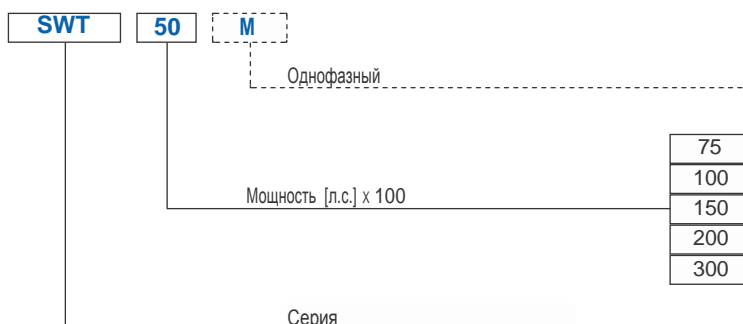 SWT 50 M
Однофазный
75
100
Мощность [л.с.] x 100
150
200
300
Серия